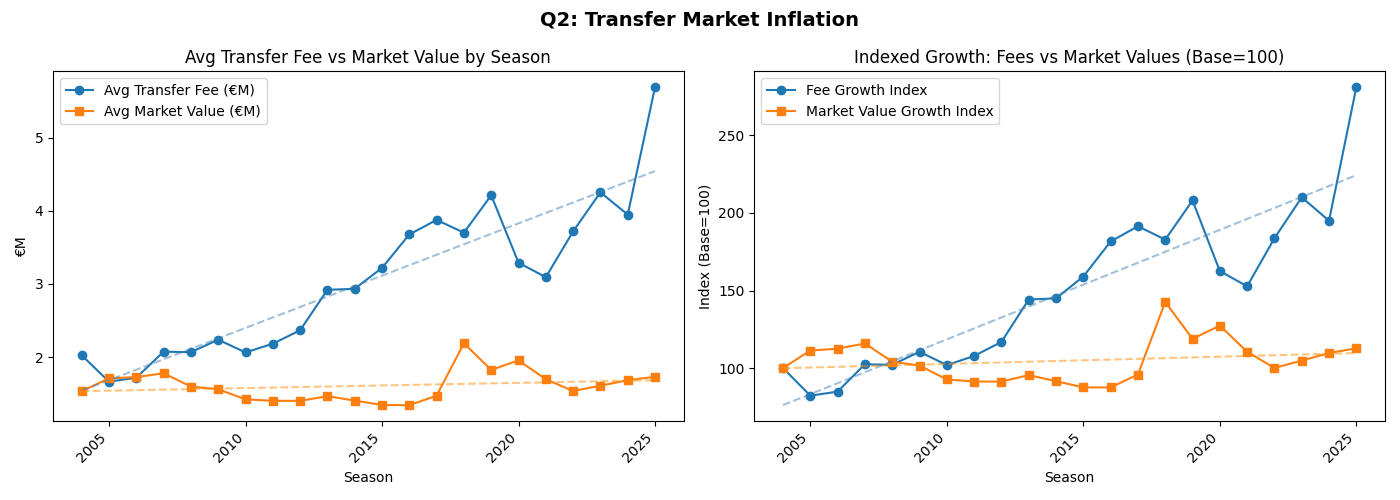 Q2: Transfer Market Inflation
Avg Transfer Fee vs Market Value by Season
Avg Transfer Fee (€M)
Avg Market Value (€M)
€M
5
4
3
2
2005
2010
2015
2020
2025
Season
Indexed Growth: Fees vs Market Values (Base=100)
Fee Growth Index
Market Value Growth Index
Index (Base=100)
250
200
150
100
2005
2010
2015
2020
2025
Season